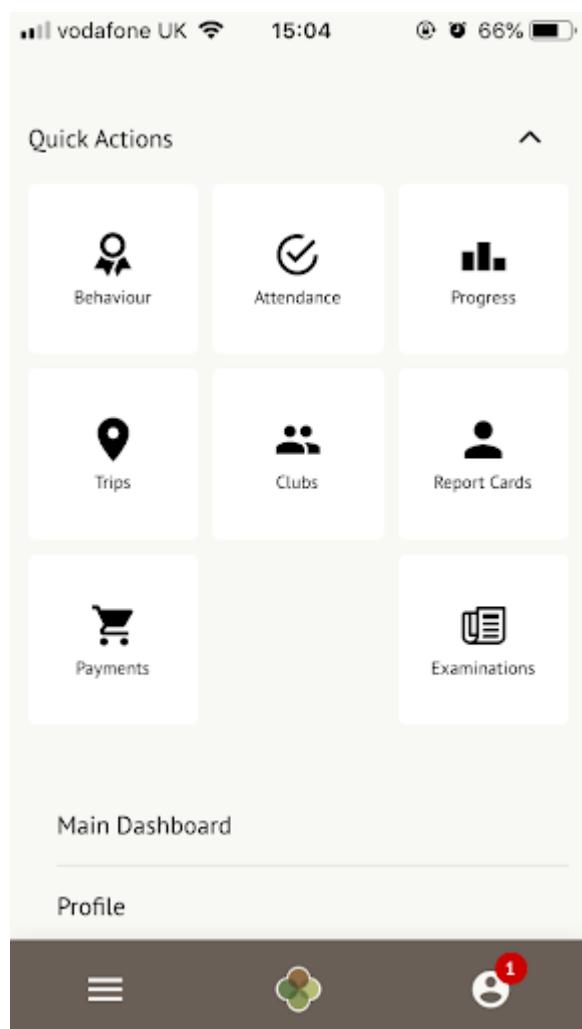 vodafone UK 15:04 66%
Quick Actions
Behaviour Attendance Progress
Trips Clubs Report Cards
Payments Examinations
Main Dashboard
Profile
1